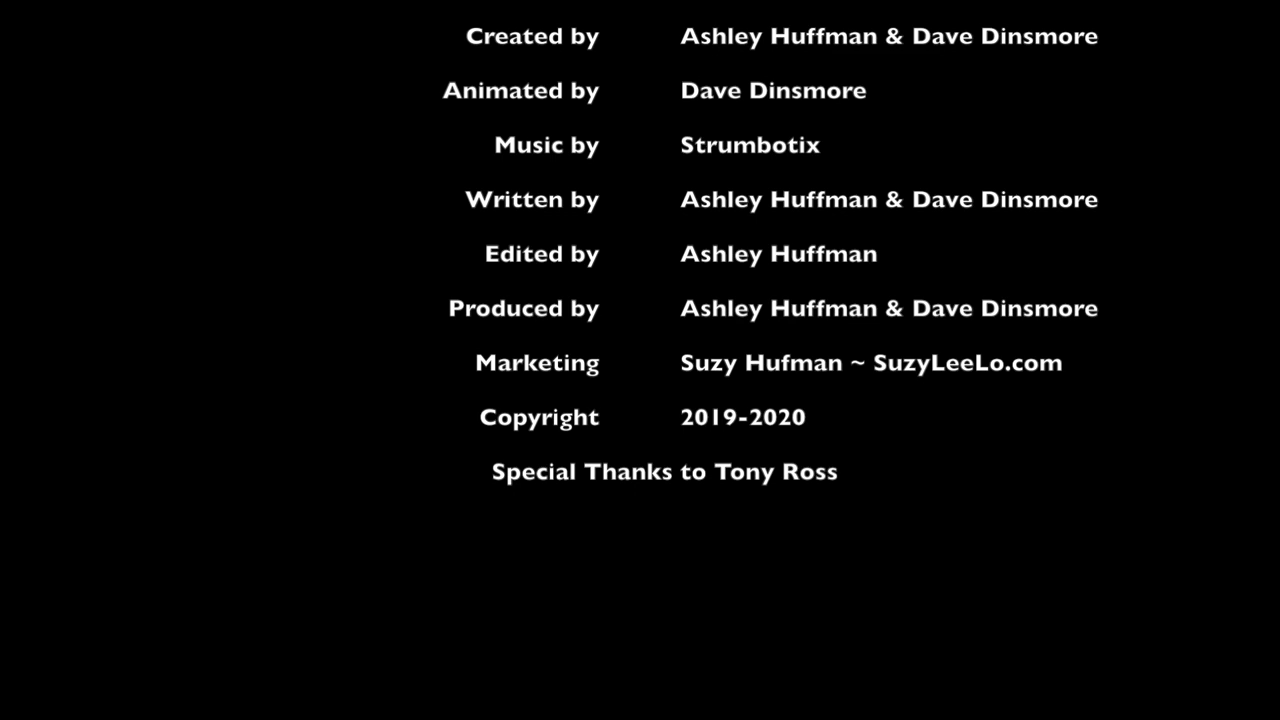 Created by Ashley Huffman & Dave Dinsmore
Animated by Dave Dinsmore
Music by Strumbotix
Written by Ashley Huffman & Dave Dinsmore
Edited by Ashley Huffman
Produced by Ashley Huffman & Dave Dinsmore
Marketing Suzy Hufman ~ SuzyLeeLo.com
Copyright 2019-2020
Special Thanks to Tony Ross